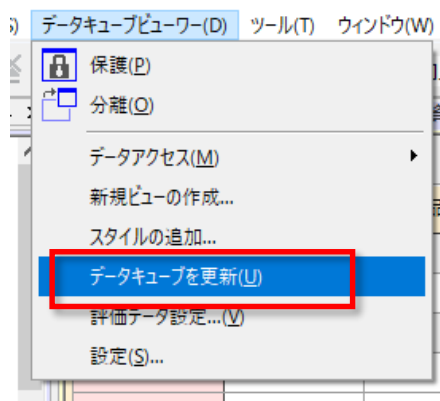 データキューブビューワー(D) ツール(T) ウィンドウ(W)
保護(P)
分離(O)
データアクセス(M)
新規ビューの作成...
スタイルの追加...
データキューブを更新(U)
評価データ設定...(V)
設定(S)...